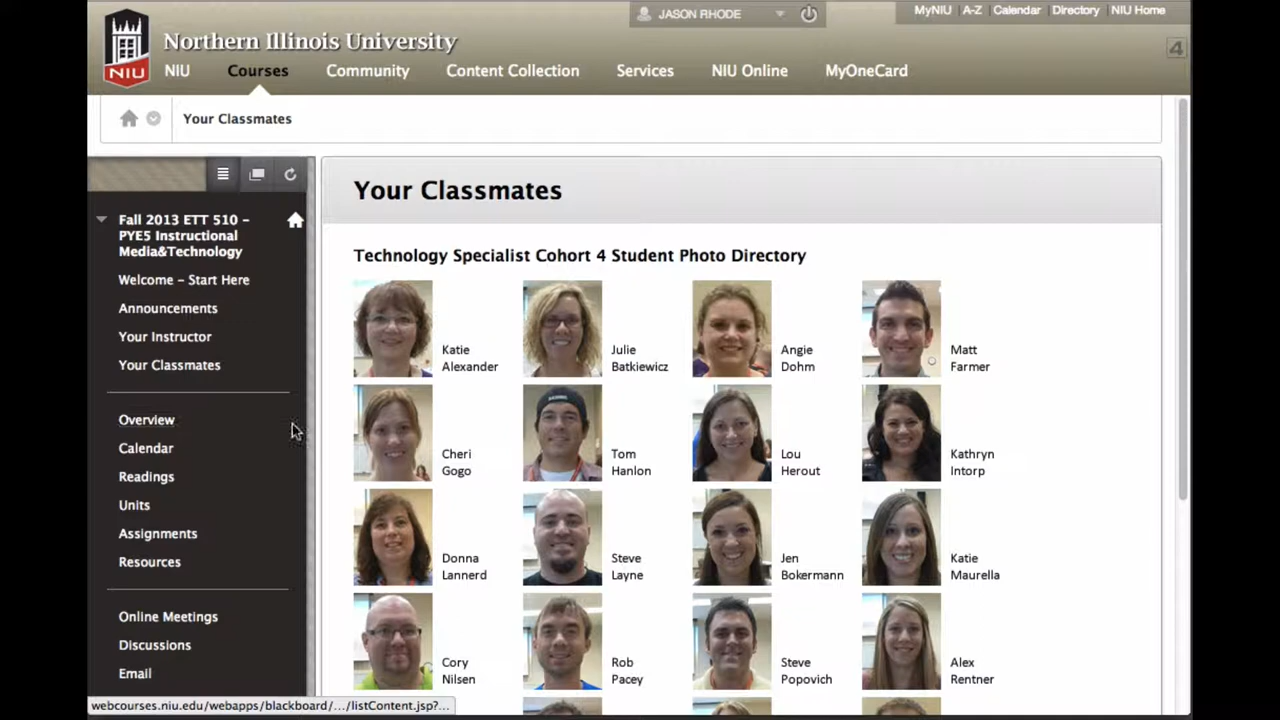 JASON RHODE
MyNIU A-Z Calendar Directory NIU Home
NIU
Northern Illinois University
4
NIU Courses Community Content Collection Services NIU Online MyOneCard
Your Classmates
Fall 2013 ETT 510 –
PYE5 Instructional
Media&Technology
Welcome – Start Here
Announcements
Your Instructor
Your Classmates
Overview
Calendar
Readings
Units
Assignments
Resources
Online Meetings
Discussions
Email
Your Classmates
Technology Specialist Cohort 4 Student Photo Directory
Katie
Alexander
Julie
Batkiewicz
Angie
Dohm
Matt
Farmer
Cheri
Gogo
Tom
Hanlon
Lou
Herout
Kathryn
Intorp
Donna
Lannerd
Steve
Layne
Jen
Bokermann
Katie
Maurella
Cory
Nilsen
Rob
Pacey
Steve
Popovich
Alex
Rentner
webcourses.niu.edu/webapps/blackboard/.../listContent.jsp?...